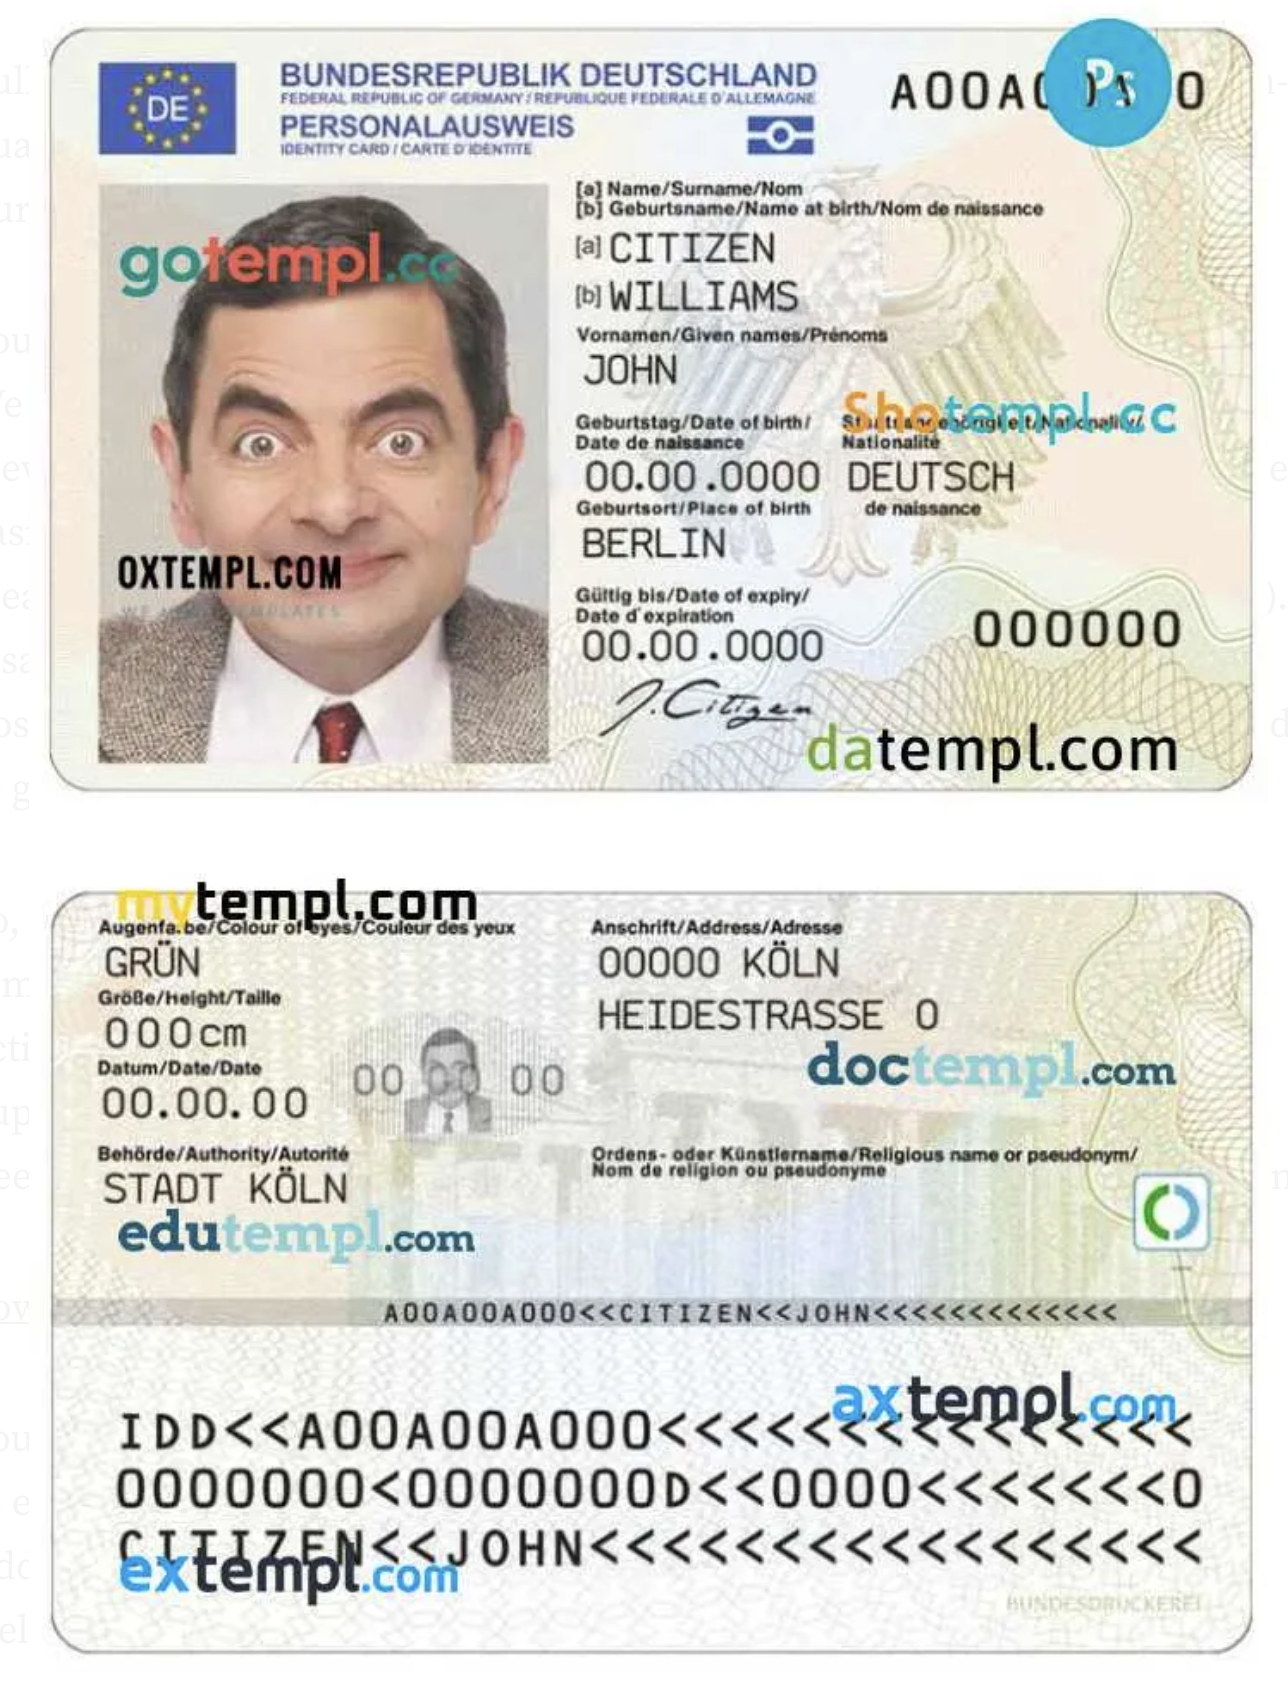 BUNDESREPUBLIK DEUTSCHLAND
FEDERAL REPUBLIC OF GERMANY / REPUBLIQUE FEDERALE D'ALLEMAGNE
PERSONALAUSWEIS
IDENTITY CARD / CARTE D'IDENTITE
DE
Ps
gotempl.cc
OXTEMPL.COM
[a] Name/Surname/Nom
[b] Geburtsname/Name at birth/Nom de naissance
[a] CITIZEN
[b] WILLIAMS
Vornamen/Given names/Prénoms
JOHN
Shotempl.cc
Geburtstag/Date of birth/
Date de naissance
Nationalité
00.00.0000 DEUTSCH
Geburtsort/Place of birth de naissance
BERLIN
Gültig bis/Date of expiry/
Date d'expiration
00.00.0000
000000
J.Citizen
datempl.com
mytempl.com
Augenfarbe/Colour of eyes/Couleur des yeux
GRÜN
Größe/Height/Taille
000cm
Datum/Date/Date
00.00.00
00 00 00
Behörde/Authority/Autorité
STADT KÖLN
edutempl.com
Anschrift/Address/Adresse
00000 KÖLN
HEIDESTRASSE 0
doctempl.com
Ordens- oder Künstlername/Religious name or pseudonym/
Nom de religion ou pseudonyme
A00A00A000<<CITIZEN<<JOHN<<<<<<<<<<<<<
axtempl.com
IDD<<A00A00A000<<<<<<<<<<<<<<<
0000000<0000000D<<0000<<<<<<<0
CITIZEN<<JOHN<<<<<<<<<<<<<<<<<
extempl.com
BUNDESDRUCKEREI